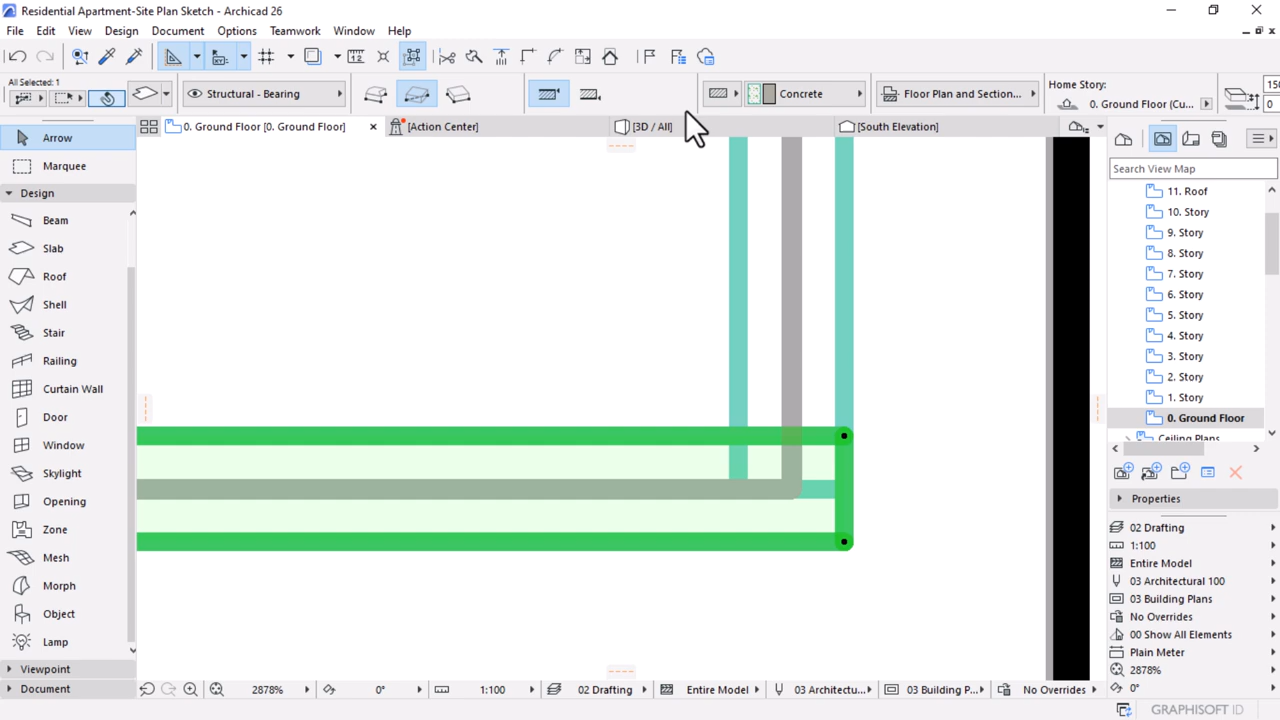 Residential Apartment-Site Plan Sketch - Archicad 26
File Edit View Design Document Options Teamwork Window Help
All Selected: 1
Structural - Bearing
Concrete
Floor Plan and Section...
Home Story:
0. Ground Floor (Cu...
0
0. Ground Floor [0. Ground Floor]
[Action Center]
[3D / All]
[South Elevation]
Arrow
Marquee
Design
Beam
Slab
Roof
Shell
Stair
Railing
Curtain Wall
Door
Window
Skylight
Opening
Zone
Mesh
Morph
Object
Lamp
Viewpoint
Document
Search View Map
11. Roof
10. Story
9. Story
8. Story
7. Story
6. Story
5. Story
4. Story
3. Story
2. Story
1. Story
0. Ground Floor
Ceiling Plans
Properties
02 Drafting
1:100
Entire Model
03 Architectural 100
03 Building Plans
No Overrides
00 Show All Elements
Plain Meter
2878%
0°
2878% 0° 1:100 02 Drafting Entire Model 03 Architectu... 03 Building P... No Overrides
GRAPHISOFT ID